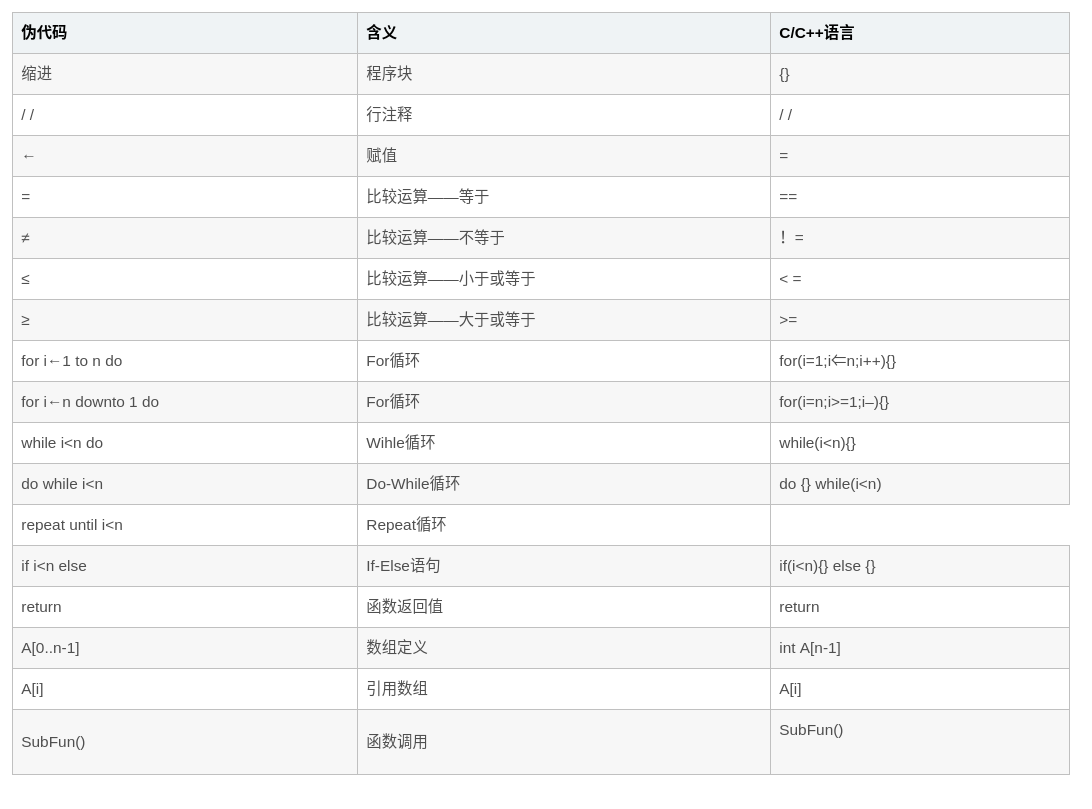 伪代码 含义 C/C++语言
缩进 程序块 {}
/ / 行注释 / /
← 赋值 =
= 比较运算——等于 ==
≠ 比较运算——不等于 ！=
≤ 比较运算——小于或等于 < =
≥ 比较运算——大于或等于 >=
for i←1 to n do For循环 for(i=1;i⇐n;i++){}
for i←n downto 1 do For循环 for(i=n;i>=1;i–){}
while i<n do Wihle循环 while(i<n){}
do while i<n Do-While循环 do {} while(i<n)
repeat until i<n Repeat循环
if i<n else If-Else语句 if(i<n){} else {}
return 函数返回值 return
A[0..n-1] 数组定义 int A[n-1]
A[i] 引用数组 A[i]
SubFun() 函数调用 SubFun()